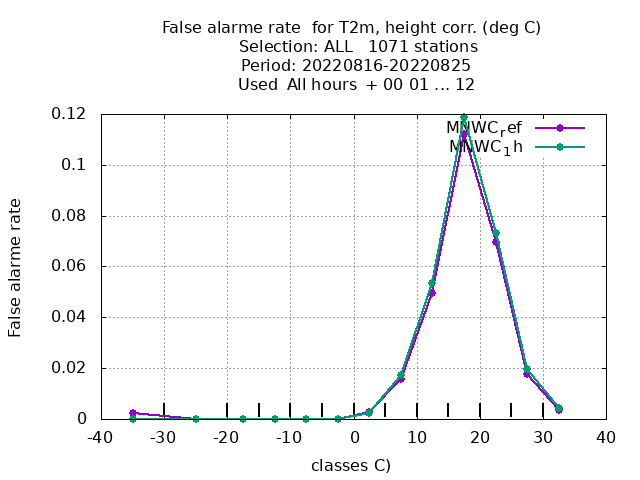 False alarme rate  for T2m, height corr. (deg C)
Selection: ALL   1071 stations
Period: 20220816-20220825
Used  All hours  + 00 01 ... 12
MNWCref
MNWC1h
False alarme rate
0.12
0.1
0.08
0.06
0.04
0.02
0
-40 -30 -20 -10 0 10 20 30 40
classes C)